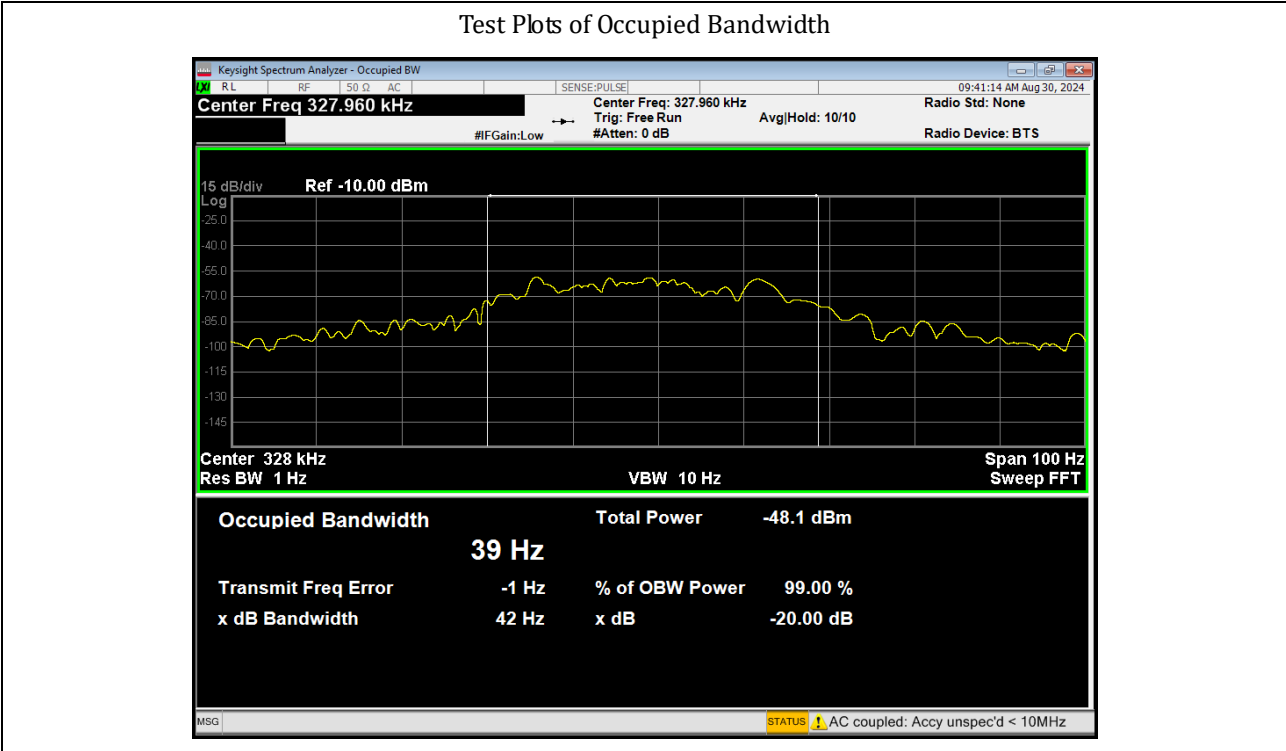 Test Plots of Occupied Bandwidth
Keysight Spectrum Analyzer - Occupied BW
LXI RL RF 50 Ω AC SENSE:PULSE 09:41:14 AM Aug 30, 2024
Center Freq 327.960 kHz Center Freq: 327.960 kHz Radio Std: None
Trig: Free Run Avg|Hold: 10/10
#IFGain:Low #Atten: 0 dB Radio Device: BTS
15 dB/div Ref -10.00 dBm
Log
-25.0
-40.0
-55.0
-70.0
-85.0
-100
-115
-130
-145
Center 328 kHz Span 100 Hz
Res BW 1 Hz VBW 10 Hz Sweep FFT
Occupied Bandwidth Total Power -48.1 dBm
39 Hz
Transmit Freq Error -1 Hz % of OBW Power 99.00 %
x dB Bandwidth 42 Hz x dB -20.00 dB
MSG STATUS AC coupled: Accy unspec'd < 10MHz